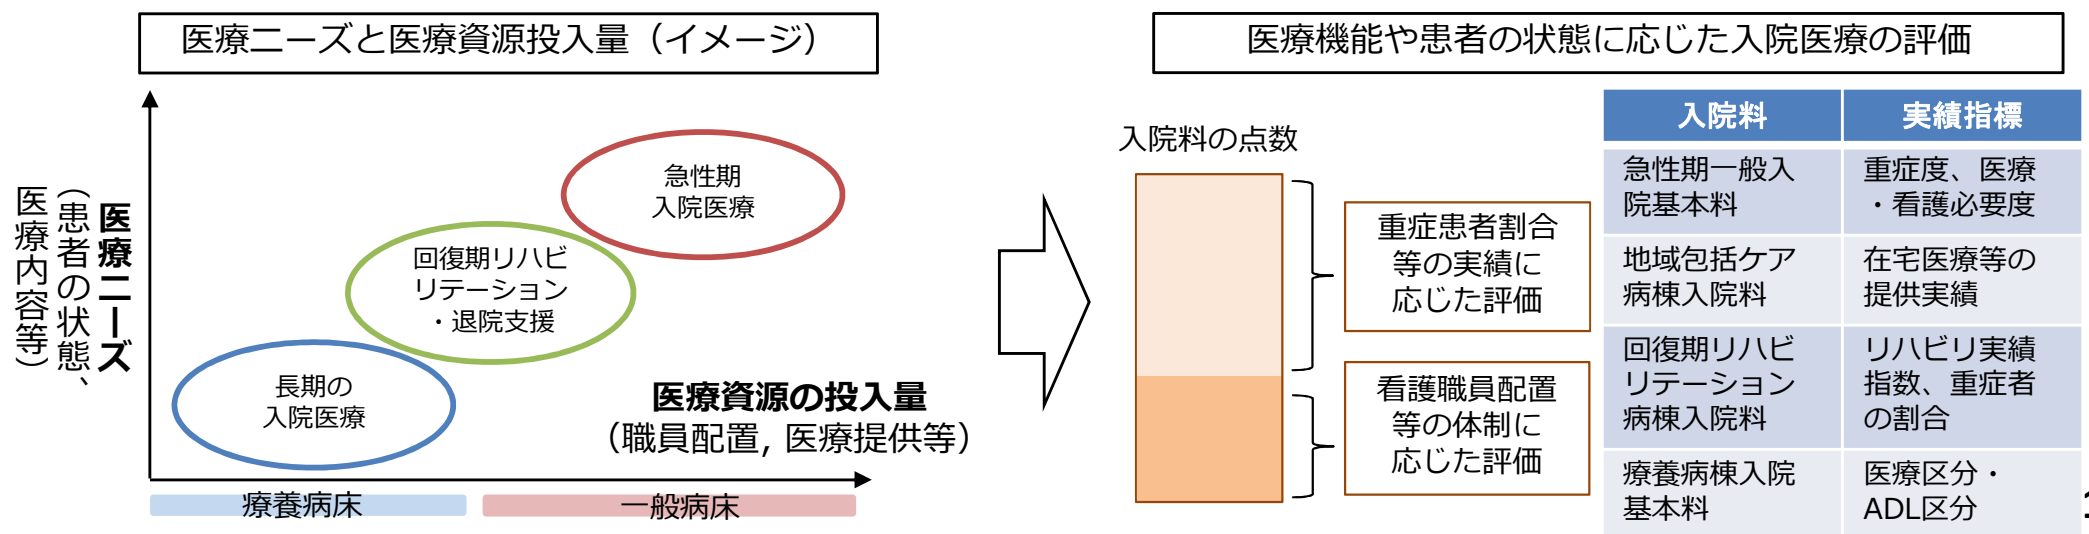 医療ニーズと医療資源投入量（イメージ）
医療ニーズ
（患者の状態、
医療内容等）
急性期
入院医療
回復期リハビ
リテーション
・退院支援
長期の
入院医療
医療資源の投入量
（職員配置, 医療提供等）
療養病床
一般病床
医療機能や患者の状態に応じた入院医療の評価
入院料の点数
重症患者割合
等の実績に
応じた評価
看護職員配置
等の体制に
応じた評価
入院料
実績指標
急性期一般入
院基本料
重症度、医療
・看護必要度
地域包括ケア
病棟入院料
在宅医療等の
提供実績
回復期リハビ
リテーション
病棟入院料
リハビリ実績
指数、重症者
の割合
療養病棟入院
基本料
医療区分・
ADL区分